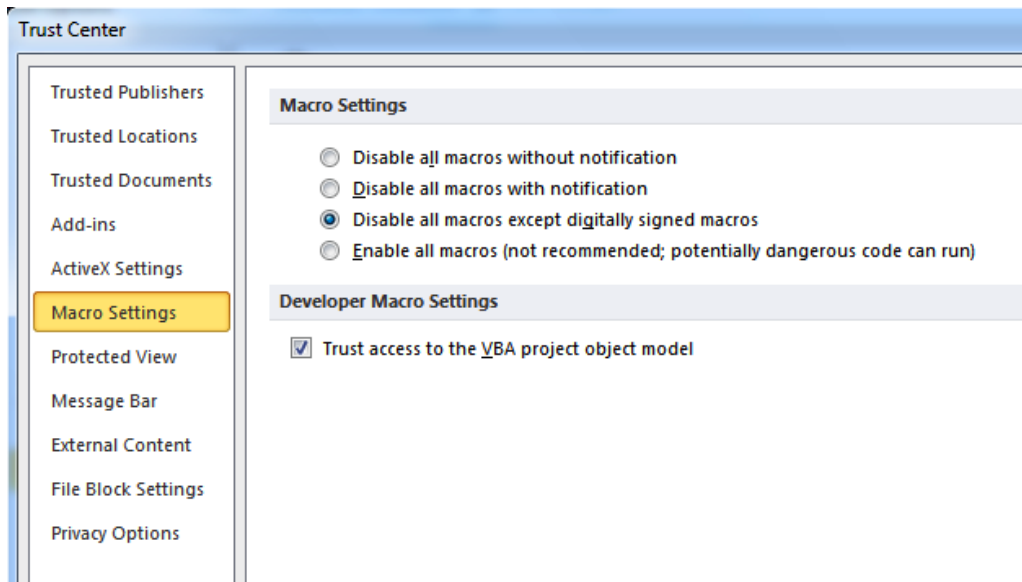 Trust Center
Trusted Publishers
Trusted Locations
Trusted Documents
Add-ins
ActiveX Settings
Macro Settings
Protected View
Message Bar
External Content
File Block Settings
Privacy Options
Macro Settings
Disable all macros without notification
Disable all macros with notification
Disable all macros except digitally signed macros
Enable all macros (not recommended; potentially dangerous code can run)
Developer Macro Settings
Trust access to the VBA project object model